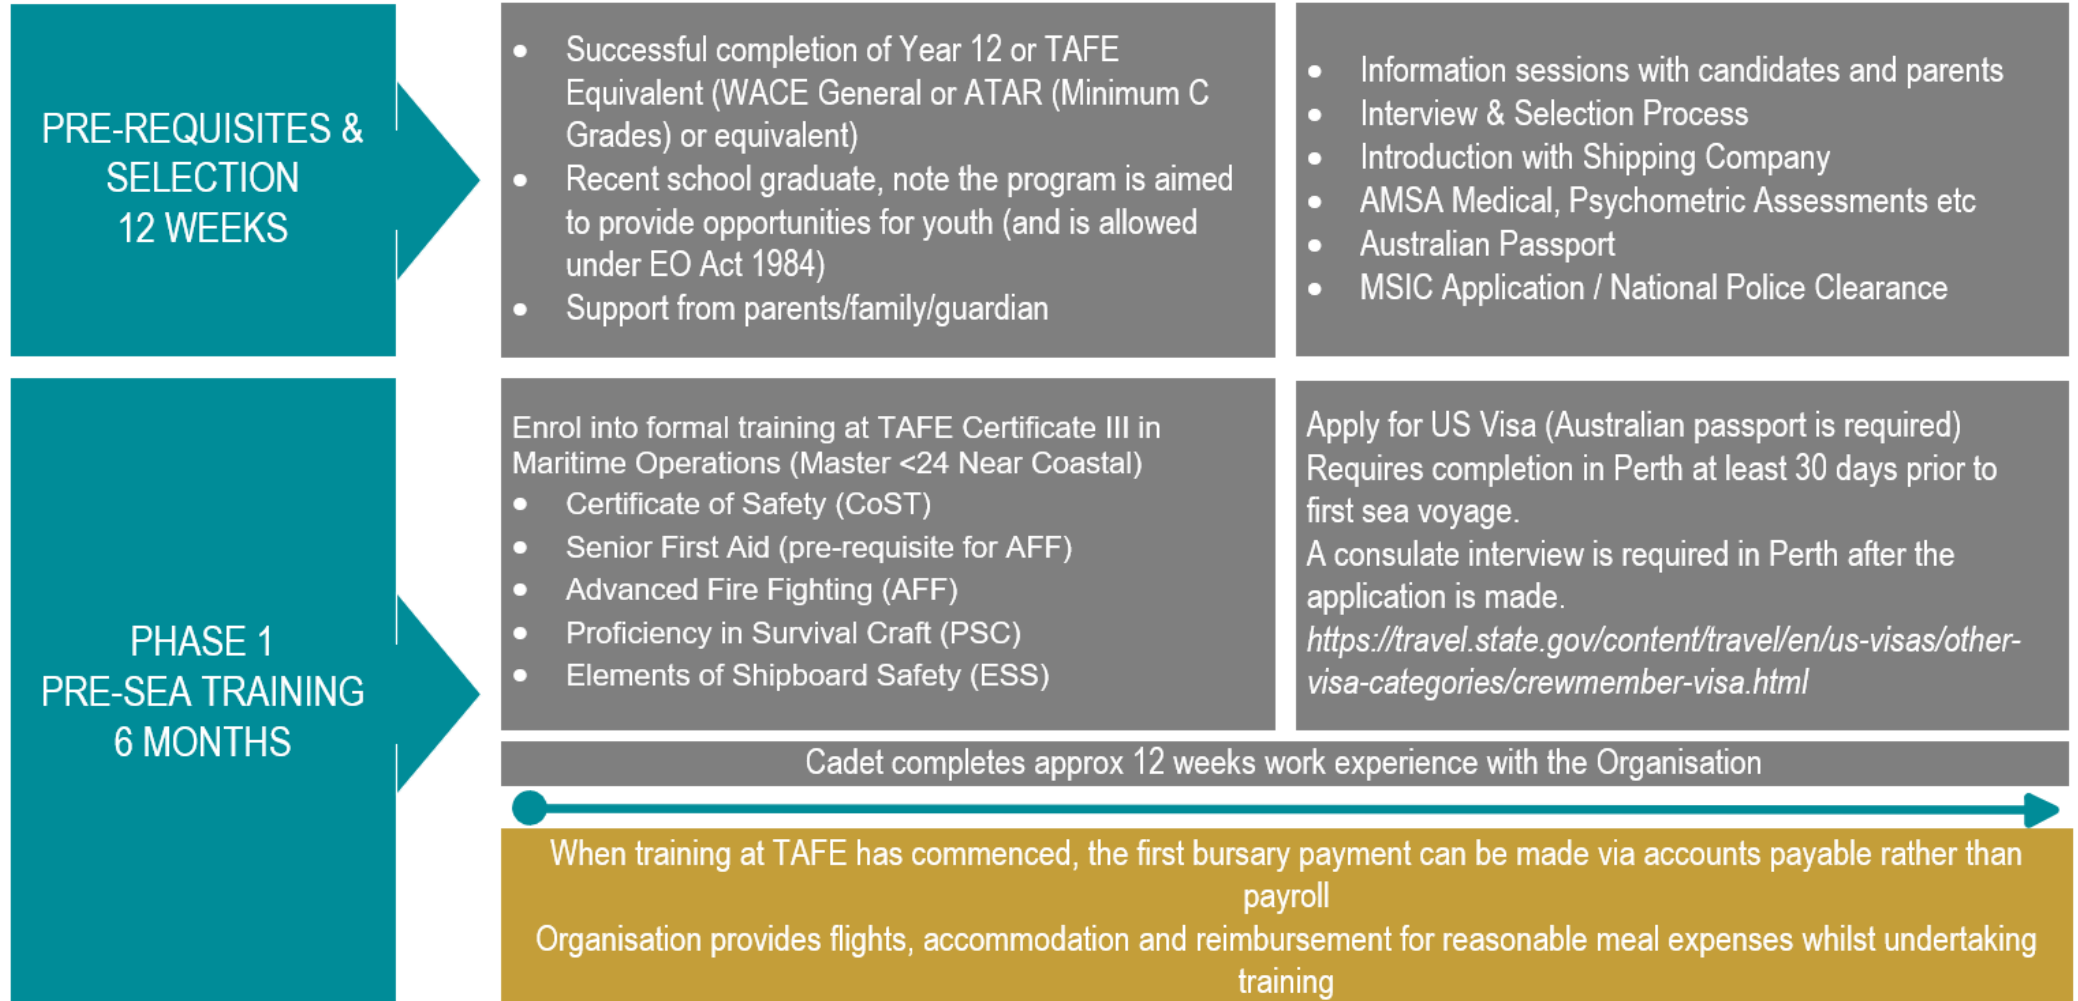 PRE-REQUISITES &
SELECTION
12 WEEKS
• Successful completion of Year 12 or TAFE
Equivalent (WACE General or ATAR (Minimum C
Grades) or equivalent)
• Recent school graduate, note the program is aimed
to provide opportunities for youth (and is allowed
under EO Act 1984)
• Support from parents/family/guardian
• Information sessions with candidates and parents
• Interview & Selection Process
• Introduction with Shipping Company
• AMSA Medical, Psychometric Assessments etc
• Australian Passport
• MSIC Application / National Police Clearance
PHASE 1
PRE-SEA TRAINING
6 MONTHS
Enrol into formal training at TAFE Certificate III in
Maritime Operations (Master <24 Near Coastal)
• Certificate of Safety (CoST)
• Senior First Aid (pre-requisite for AFF)
• Advanced Fire Fighting (AFF)
• Proficiency in Survival Craft (PSC)
• Elements of Shipboard Safety (ESS)
Apply for US Visa (Australian passport is required)
Requires completion in Perth at least 30 days prior to
first sea voyage.
A consulate interview is required in Perth after the
application is made.
https://travel.state.gov/content/travel/en/us-visas/other-
visa-categories/crewmember-visa.html
Cadet completes approx 12 weeks work experience with the Organisation
When training at TAFE has commenced, the first bursary payment can be made via accounts payable rather than
payroll
Organisation provides flights, accommodation and reimbursement for reasonable meal expenses whilst undertaking
training